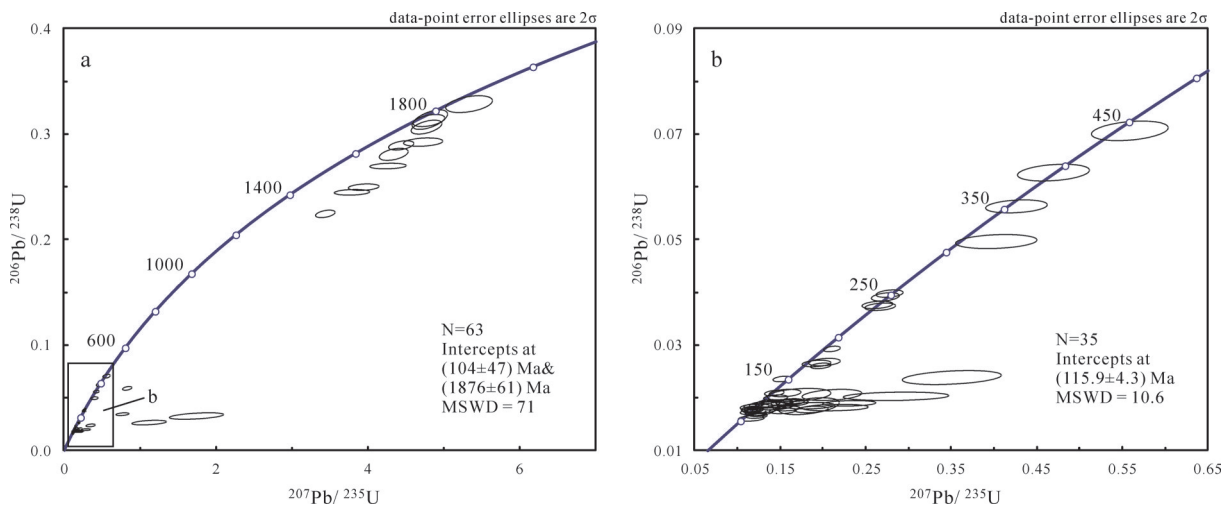 data-point error ellipses are 2σ
a
0.4
0.3
0.2
0.1
0.0
0
2
4
6
1800
1400
1000
600
b
N=63
Intercepts at
(104±47) Ma&
(1876±61) Ma
MSWD = 71
206Pb/ 238U
207Pb/ 235U
data-point error ellipses are 2σ
b
0.09
0.07
0.05
0.03
0.01
0.05
0.15
0.25
0.35
0.45
0.55
0.65
450
350
250
150
N=35
Intercepts at
(115.9±4.3) Ma
MSWD = 10.6
206Pb/ 238U
207Pb/ 235U